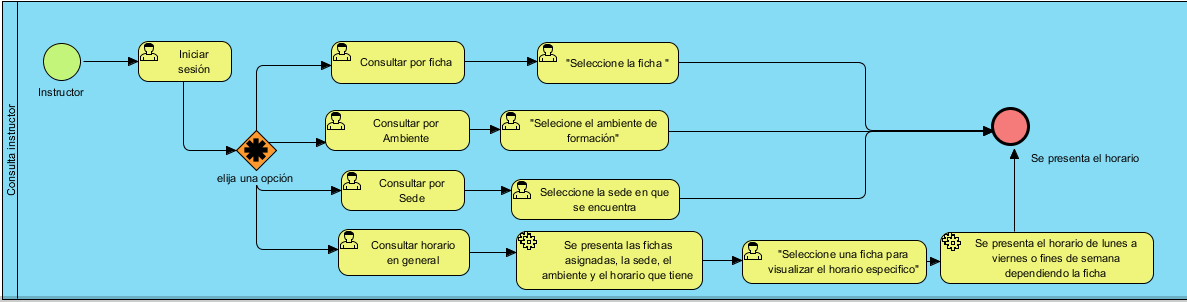 Consulta instructor
Instructor
Iniciar
sesión
elija una opción
Consultar por ficha
"Seleccione la ficha "
Consultar por
Ambiente
"Selecione el ambiente de
formación"
Consultar por
Sede
Seleccione la sede en que
se encuentra
Consultar horario
en general
Se presenta las fichas
asignadas, la sede, el
ambiente y el horario que tiene
"Seleccione una ficha para
visualizar el horario especifico"
Se presenta el horario de lunes a
viernes o fines de semana
dependiendo la ficha
Se presenta el horario